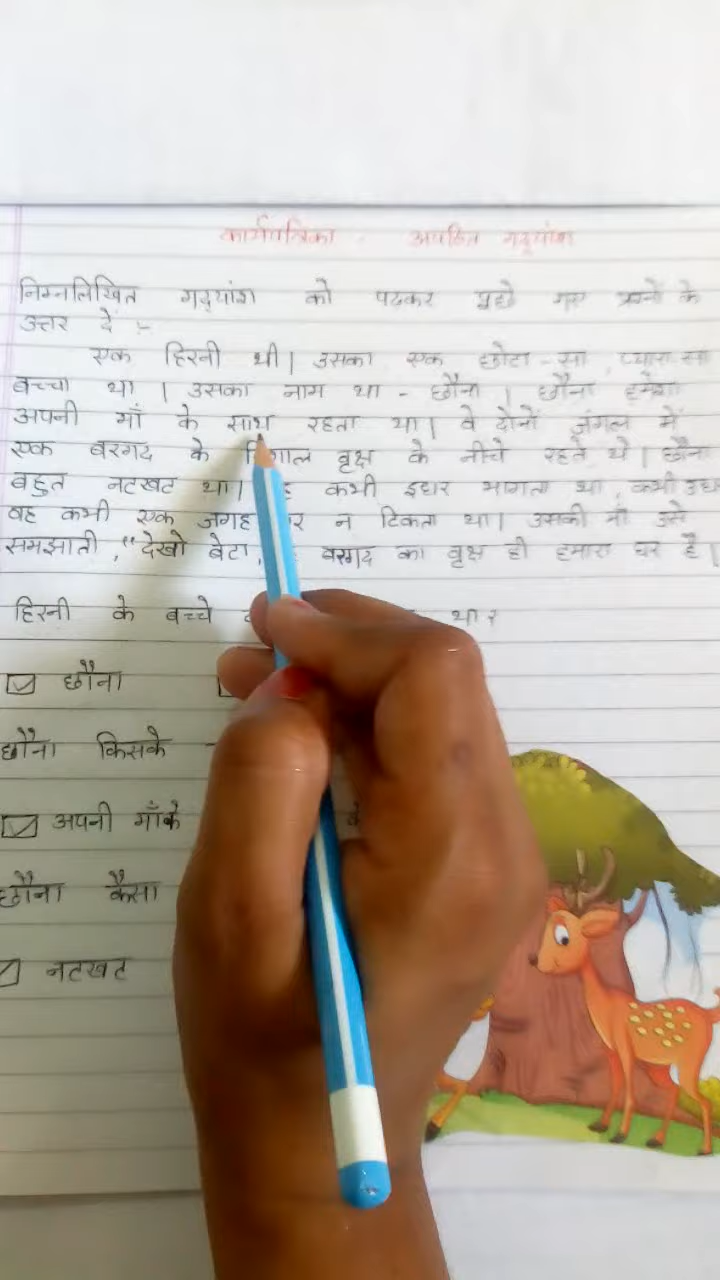 कार्यपत्रिका - अपठित गद्यांश
निम्नलिखित गद्यांश को पढ़कर पूछे गए प्रश्नों के
उत्तर दें :-
एक हिरनी थी। उसका एक छोटा-सा, प्यारा-सा
बच्चा था। उसका नाम था - छौना। छौना हमेशा
अपनी माँ के साथ रहता था। वे दोनों जंगल में
एक बरगद के वृक्ष के नीचे रहते थे। छौना
बहुत नटखट था। कभी इधर भागता था, कभी उधर
वह कभी एक जगह न टिकता था। उसकी माँ उसे
समझाती, "देखो बेटा, बरगद का वृक्ष ही हमारा घर है।
हिरनी के बच्चे था?
छौना
छौना किसके
अपनी माँके के
छौना कैसा
नटखट